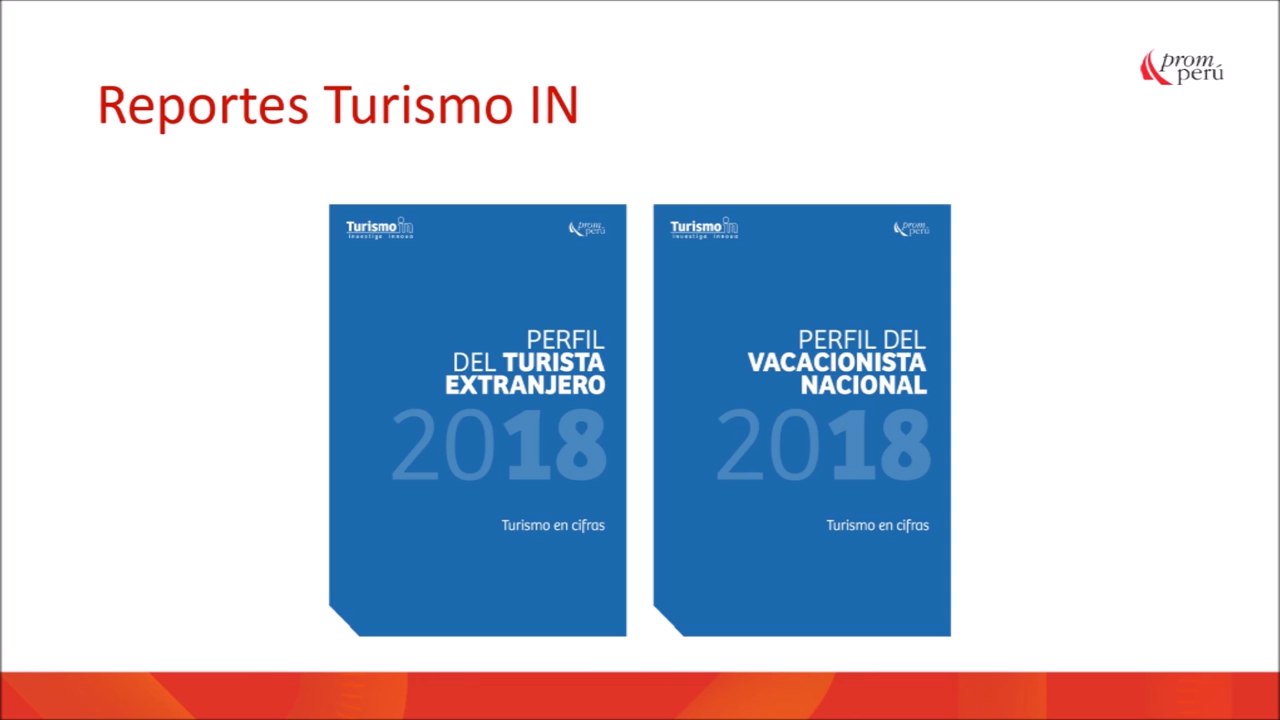 prom
perú
Reportes Turismo IN
Turismo in
investiga innova
prom
perú
PERFIL
DEL TURISTA
EXTRANJERO
2018
Turismo en cifras
Turismo in
investiga innova
prom
perú
PERFIL DEL
VACACIONISTA
NACIONAL
2018
Turismo en cifras